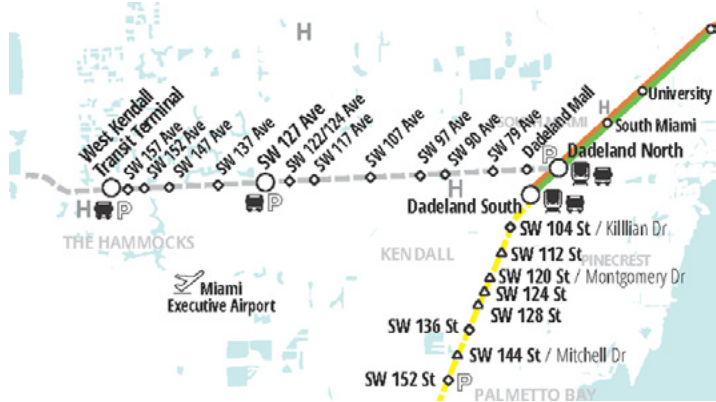 H
West Kendall
Transit Terminal
SW 157 Ave
SW 152 Ave
SW 147 Ave
SW 137 Ave
SW 127 Ave
SW 122/124 Ave
SW 117 Ave
SW 107 Ave
SW 97 Ave
SW 90 Ave
SW 79 Ave
Dadeland Mall
University
SOUTH MIAMI
H
South Miami
P
Dadeland North
H
H
P
P
Dadeland South
THE HAMMOCKS
KENDALL
SW 104 St / Killlian Dr
SW 112 St
PINECREST
SW 120 St / Montgomery Dr
Miami
Executive Airport
SW 124 St
SW 128 St
SW 136 St
SW 144 St / Mitchell Dr
SW 152 St
P
PALMETTO BAY